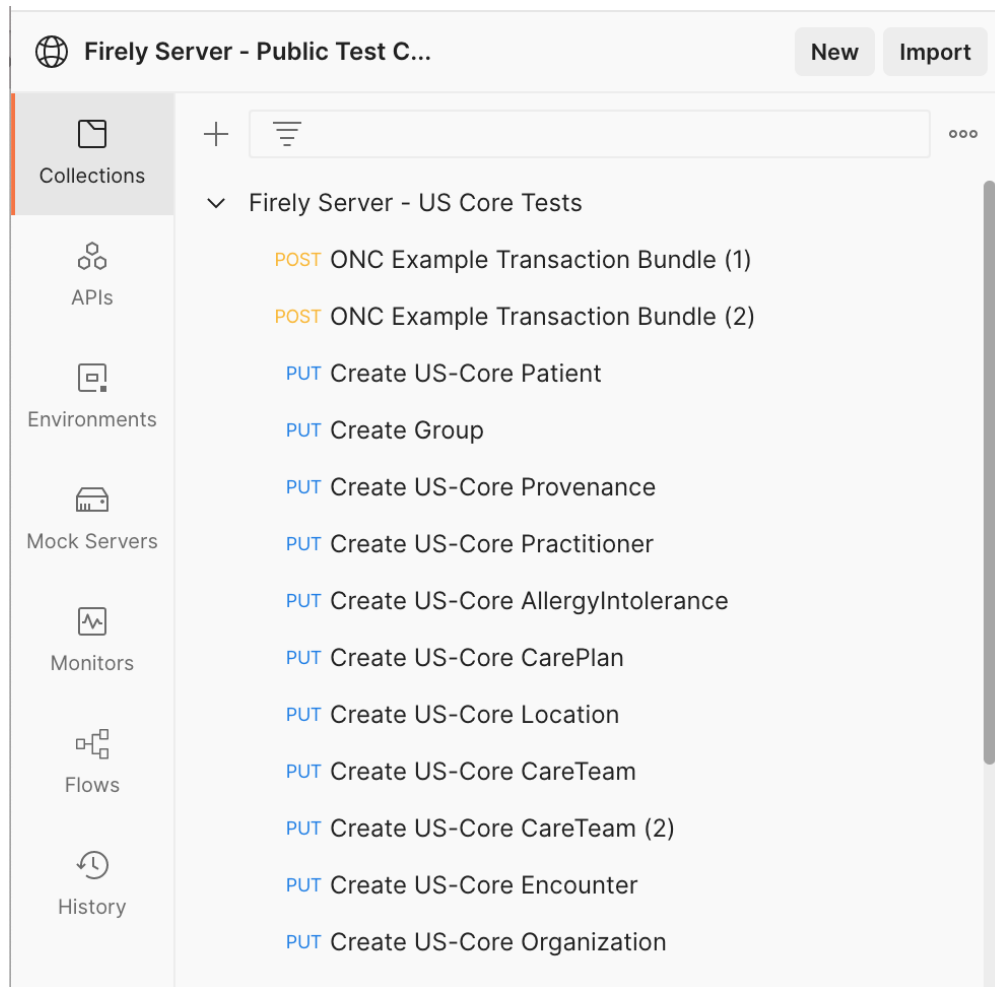 Firely Server - Public Test C...
New
Import
Collections
APIs
Environments
Mock Servers
Monitors
Flows
History
Firely Server - US Core Tests
POST ONC Example Transaction Bundle (1)
POST ONC Example Transaction Bundle (2)
PUT Create US-Core Patient
PUT Create Group
PUT Create US-Core Provenance
PUT Create US-Core Practitioner
PUT Create US-Core AllergyIntolerance
PUT Create US-Core CarePlan
PUT Create US-Core Location
PUT Create US-Core CareTeam
PUT Create US-Core CareTeam (2)
PUT Create US-Core Encounter
PUT Create US-Core Organization